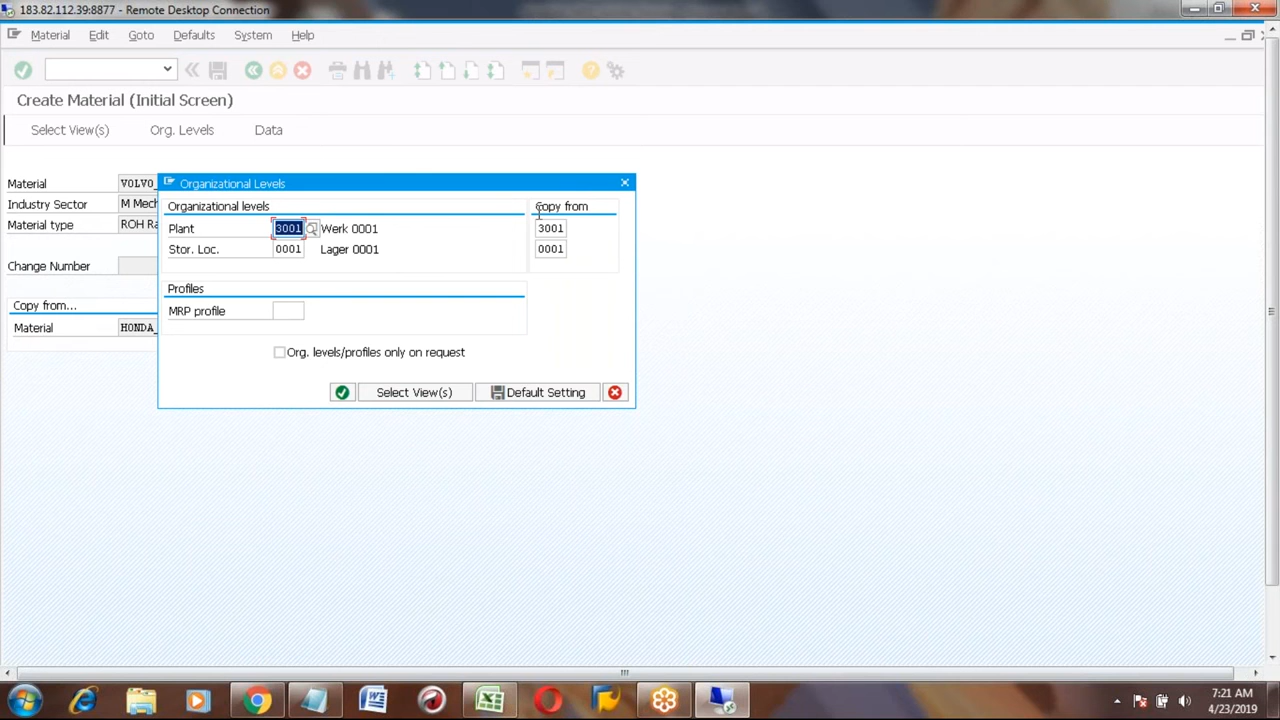 183.82.112.39:8877 - Remote Desktop Connection
Material Edit Goto Defaults System Help
Create Material (Initial Screen)
Select View(s) Org. Levels Data
Material VOLVO_
Industry Sector M Mech
Material type ROH Ra
Change Number
Copy from...
Material HONDA_
Organizational Levels
Organizational levels Copy from
Plant 3001 Werk 0001 3001
Stor. Loc. 0001 Lager 0001 0001
Profiles
MRP profile
Org. levels/profiles only on request
Select View(s) Default Setting
7:21 AM
4/23/2019